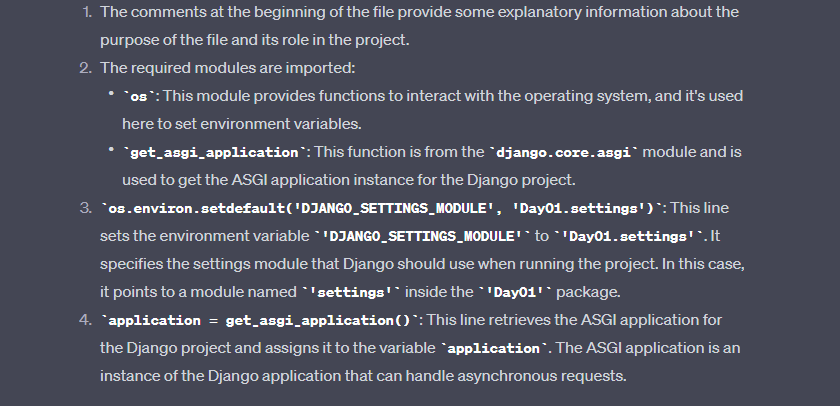 1. The comments at the beginning of the file provide some explanatory information about the
purpose of the file and its role in the project.
2. The required modules are imported:
• `os`: This module provides functions to interact with the operating system, and it's used
here to set environment variables.
• `get_asgi_application`: This function is from the `django.core.asgi` module and is
used to get the ASGI application instance for the Django project.
3. `os.environ.setdefault('DJANGO_SETTINGS_MODULE', 'Day01.settings')`: This line
sets the environment variable `'DJANGO_SETTINGS_MODULE'` to `'Day01.settings'`. It
specifies the settings module that Django should use when running the project. In this case,
it points to a module named `'settings'` inside the `'Day01'` package.
4. `application = get_asgi_application()`: This line retrieves the ASGI application for
the Django project and assigns it to the variable `application`. The ASGI application is an
instance of the Django application that can handle asynchronous requests.